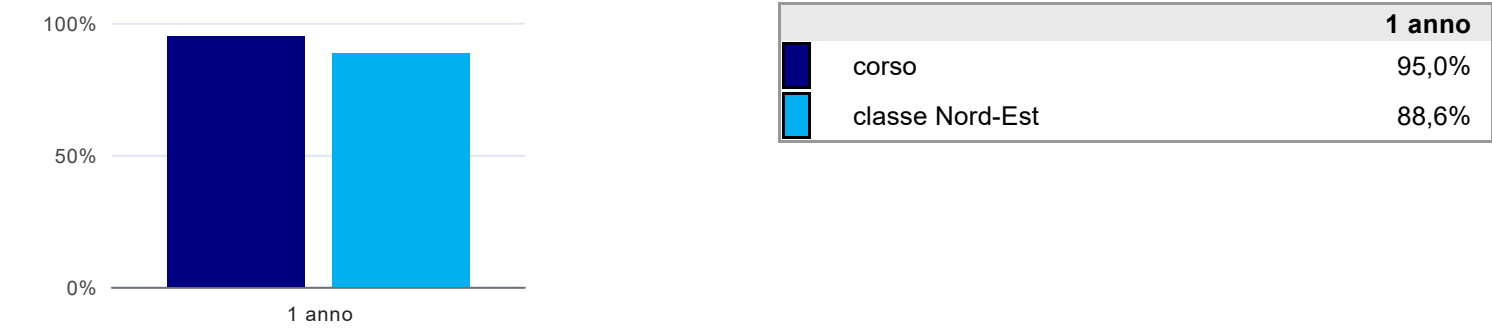 100%
50%
0%
1 anno
1 anno
corso 95,0%
classe Nord-Est 88,6%